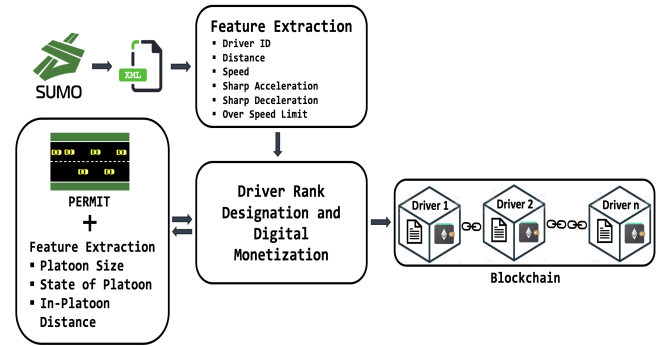 SUMO
XML
Feature Extraction
▪ Driver ID
▪ Distance
▪ Speed
▪ Sharp Acceleration
▪ Sharp Deceleration
▪ Over Speed Limit
PERMIT
+
Feature Extraction
▪ Platoon Size
▪ State of Platoon
▪ In-Platoon
Distance
Driver Rank
Designation and
Digital
Monetization
Driver 1
Driver 2
Driver n
Blockchain